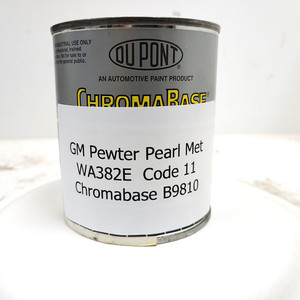 DU PONT
AN AUTOMOTIVE PAINT PRODUCT
CHROMABASE
GM Pewter Pearl Met
WA382E Code 11
Chromabase B9810